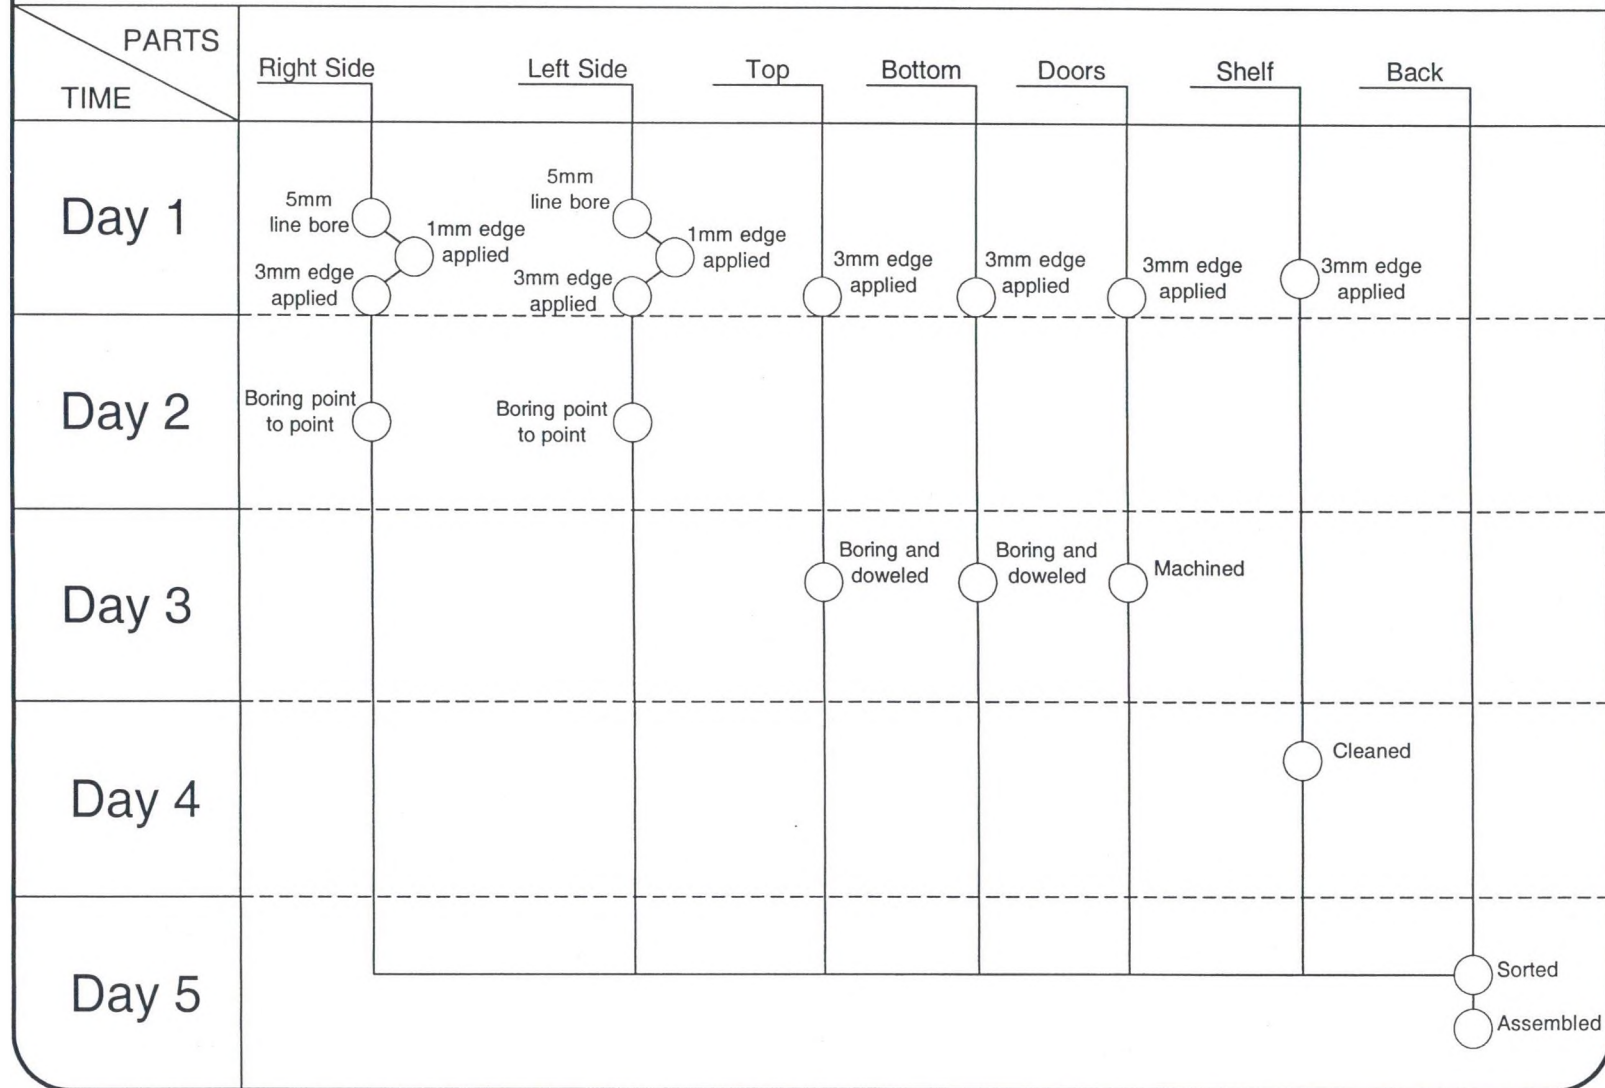 PARTS
TIME
Right Side
Left Side
Top
Bottom
Doors
Shelf
Back
Day 1
5mm
line bore
1mm edge
applied
3mm edge
applied
5mm
line bore
1mm edge
applied
3mm edge
applied
3mm edge
applied
3mm edge
applied
3mm edge
applied
3mm edge
applied
Day 2
Boring point
to point
Boring point
to point
Day 3
Boring and
doweled
Boring and
doweled
Machined
Day 4
Cleaned
Day 5
Sorted
Assembled